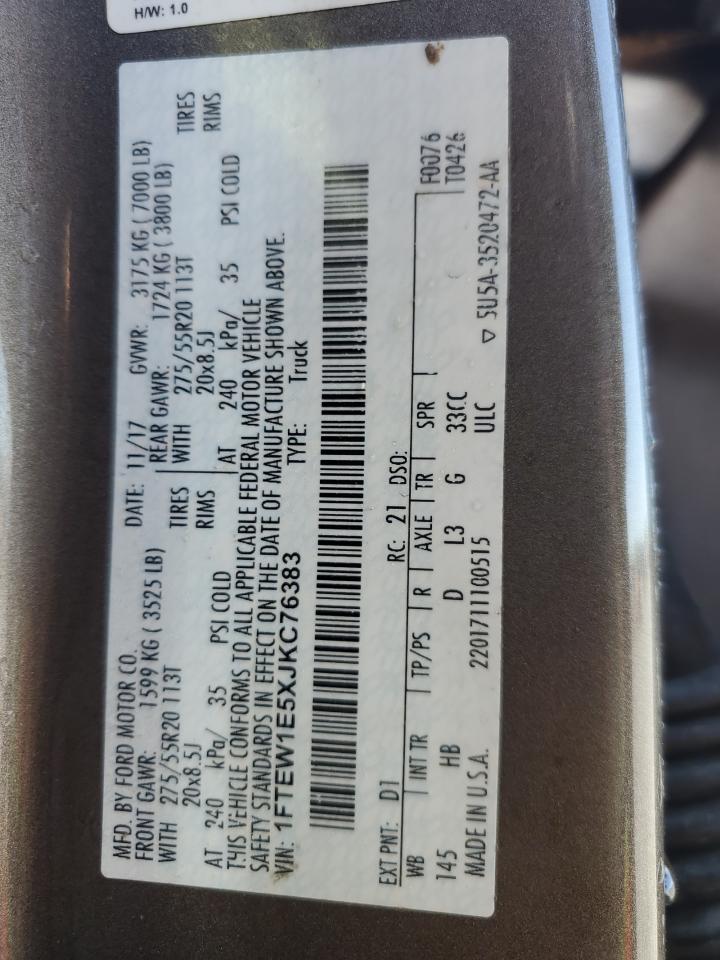 H/W: 1.0
MFD. BY FORD MOTOR CO.
DATE: 11/17
GVWR: 3175 KG ( 7000 LB)
FRONT GAWR: 1599 KG ( 3525 LB)
REAR GAWR: 1724 KG ( 3800 LB)
WITH 275/55R20 113T TIRES
WITH 275/55R20 113T TIRES
20x8.5J RIMS
20x8.5J RIMS
AT 240 kPa/ 35 PSI COLD
AT 240 kPa/ 35 PSI COLD
THIS VEHICLE CONFORMS TO ALL APPLICABLE FEDERAL MOTOR VEHICLE
SAFETY STANDARDS IN EFFECT ON THE DATE OF MANUFACTURE SHOWN ABOVE.
VIN: 1FTEW1E5XJKC76383
TYPE: Truck
EXT PNT: D1 RC: 21 DSO:
F0076
WB INT TR TP/PS R AXLE TR SPR
T0426
145 HB D L3 G 33CC
MADE IN U.S.A. 2201711100515 ULC
▽ 5U5A-3520472-AA